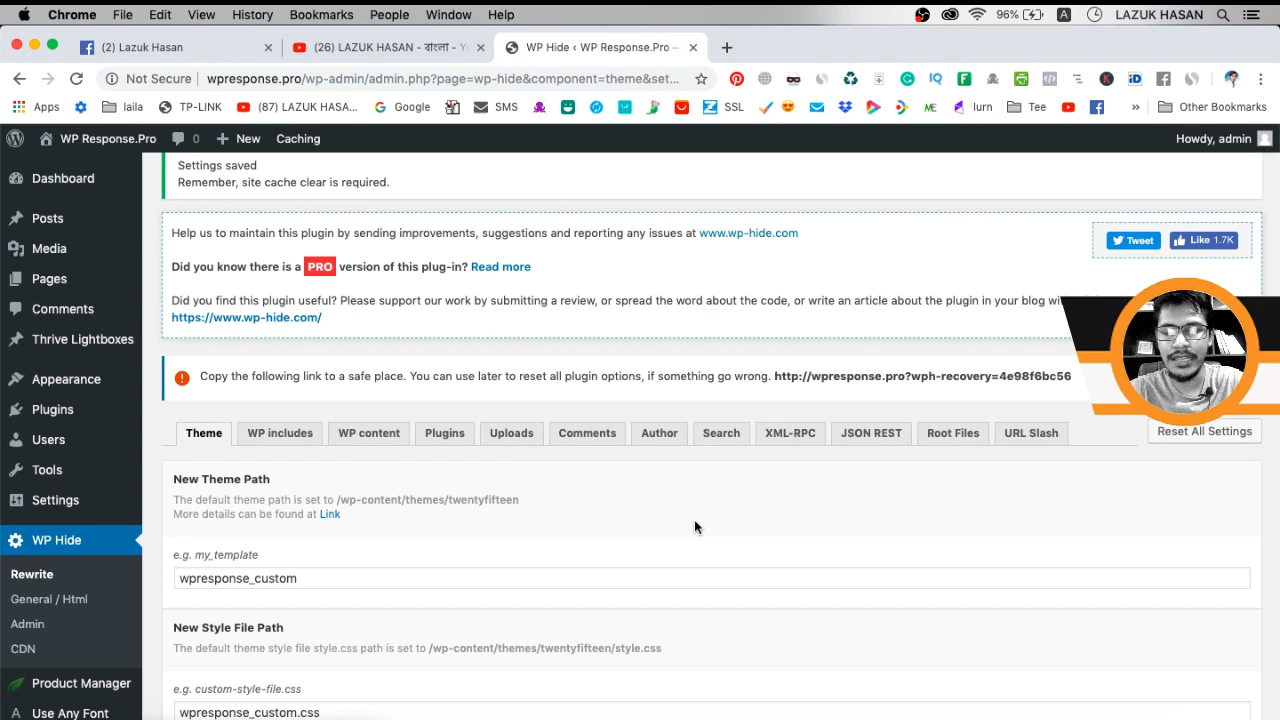 Chrome File Edit View History Bookmarks People Window Help 96% A LAZUK HASAN
(2) Lazuk Hasan
(26) LAZUK HASAN - বাংলা - Y
WP Hide ‹ WP Response.Pro —
Not Secure wpresponse.pro/wp-admin/admin.php?page=wp-hide&component=theme&set...
Apps laila TP-LINK (87) LAZUK HASA... Google SMS SSL ME lurn Tee » Other Bookmarks
WP Response.Pro 0 New Caching Howdy, admin
Dashboard
Posts
Media
Pages
Comments
Thrive Lightboxes
Appearance
Plugins
Users
Tools
Settings
WP Hide
Rewrite
General / Html
Admin
CDN
Product Manager
Use Any Font
Settings saved
Remember, site cache clear is required.
Help us to maintain this plugin by sending improvements, suggestions and reporting any issues at www.wp-hide.com
Tweet Like 1.7K
Did you know there is a PRO version of this plug-in? Read more
Did you find this plugin useful? Please support our work by submitting a review, or spread the word about the code, or write an article about the plugin in your blog
https://www.wp-hide.com/
Copy the following link to a safe place. You can use later to reset all plugin options, if something go wrong. http://wpresponse.pro?wph-recovery=4e98f6bc56
Theme WP includes WP content Plugins Uploads Comments Author Search XML-RPC JSON REST Root Files URL Slash Reset All Settings
New Theme Path
The default theme path is set to /wp-content/themes/twentyfifteen
More details can be found at Link
e.g. my_template
wpresponse_custom
New Style File Path
The default theme style file style.css path is set to /wp-content/themes/twentyfifteen/style.css
e.g. custom-style-file.css
wpresponse_custom.css